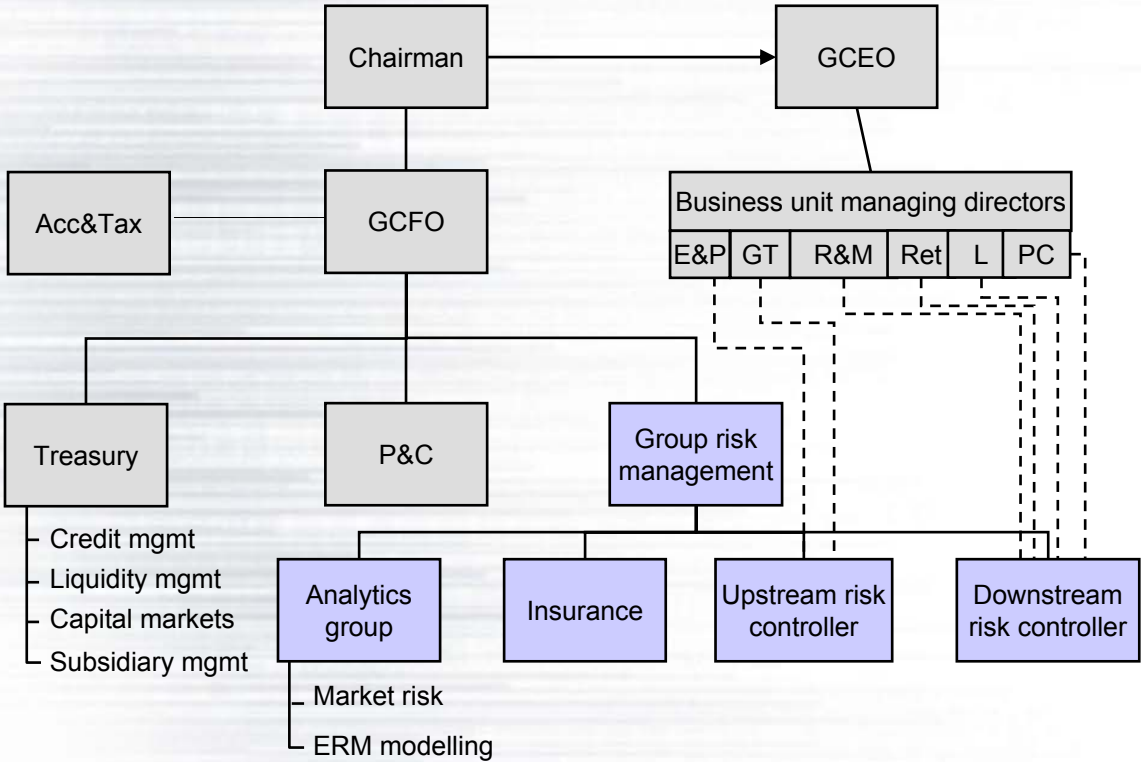 Chairman
GCEO
Acc&Tax
GCFO
Business unit managing directors
E&P
GT
R&M
Ret
L
PC
Treasury
P&C
Group risk
management
Credit mgmt
Liquidity mgmt
Capital markets
Subsidiary mgmt
Analytics
group
Insurance
Upstream risk
controller
Downstream
risk controller
Market risk
ERM modelling